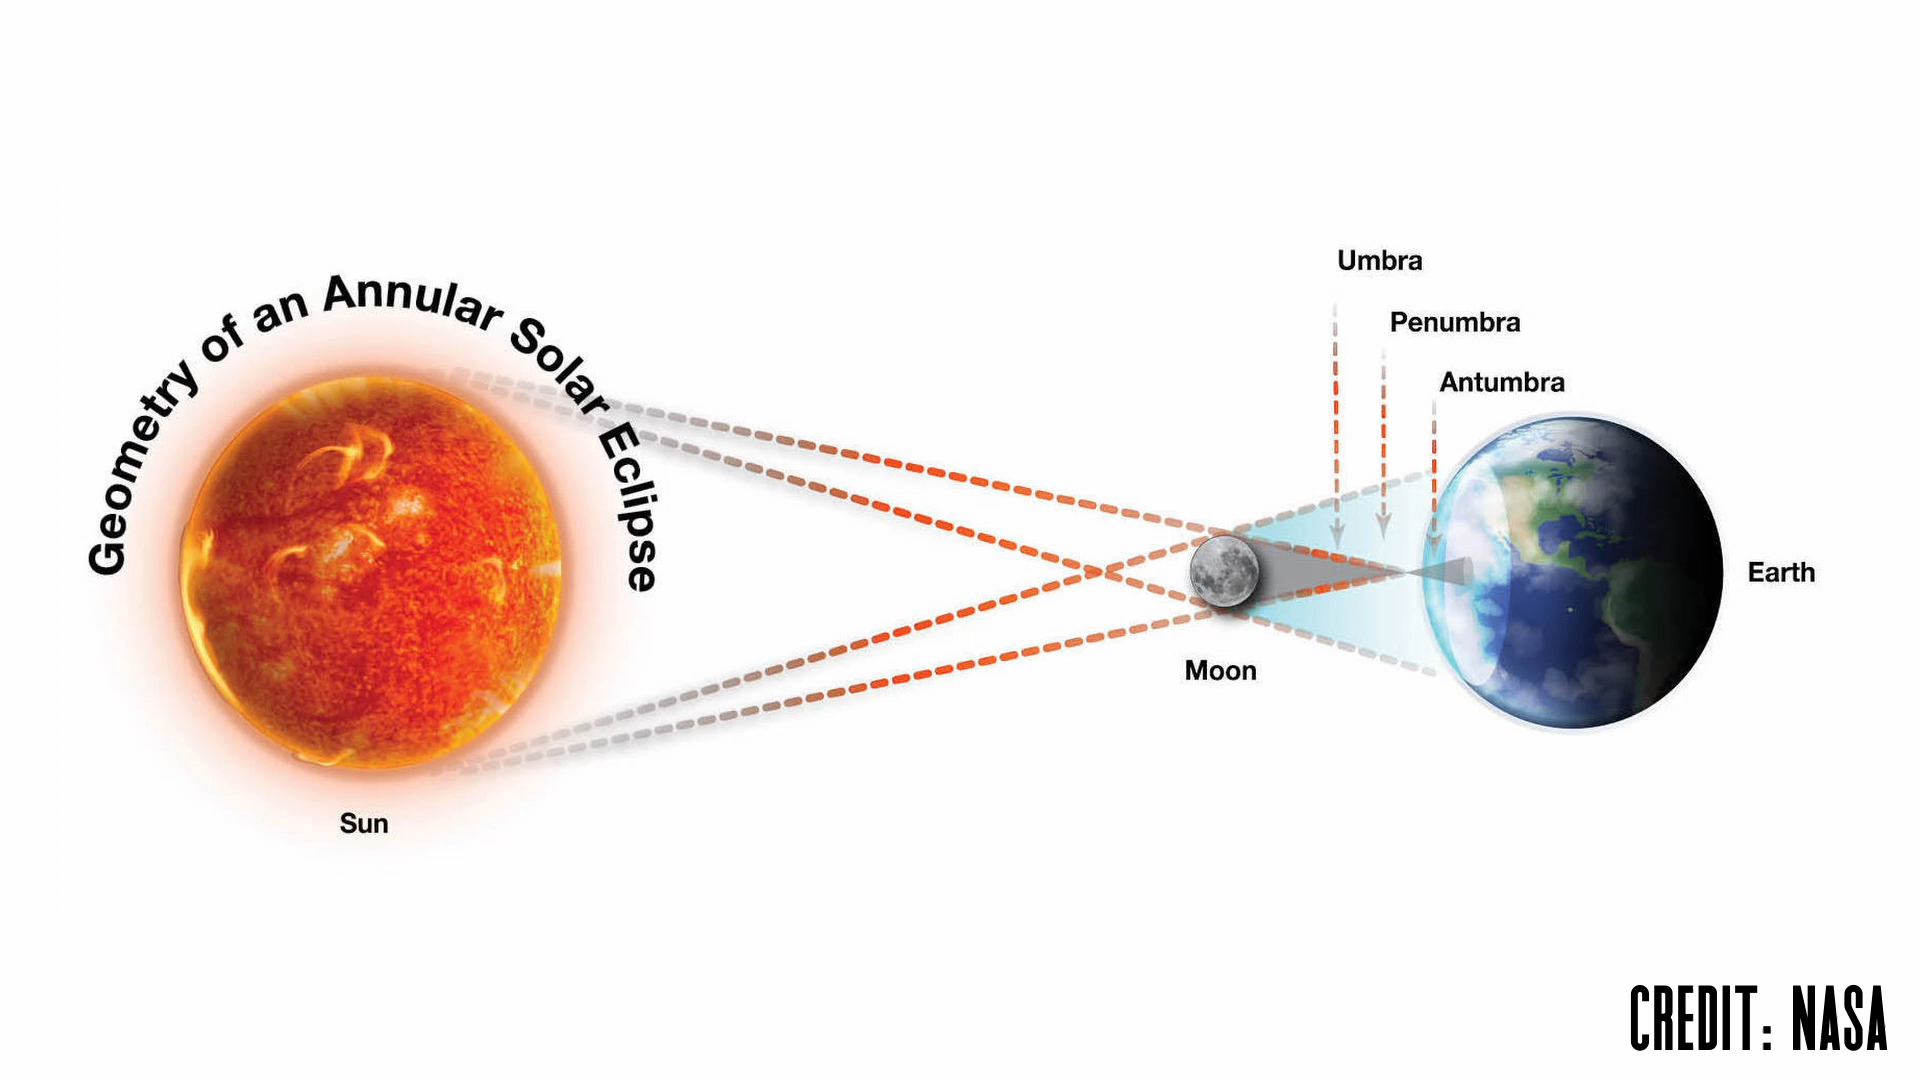 Geometry of an Annular Solar Eclipse
Umbra
Penumbra
Antumbra
Earth
Moon
Sun
CREDIT: NASA